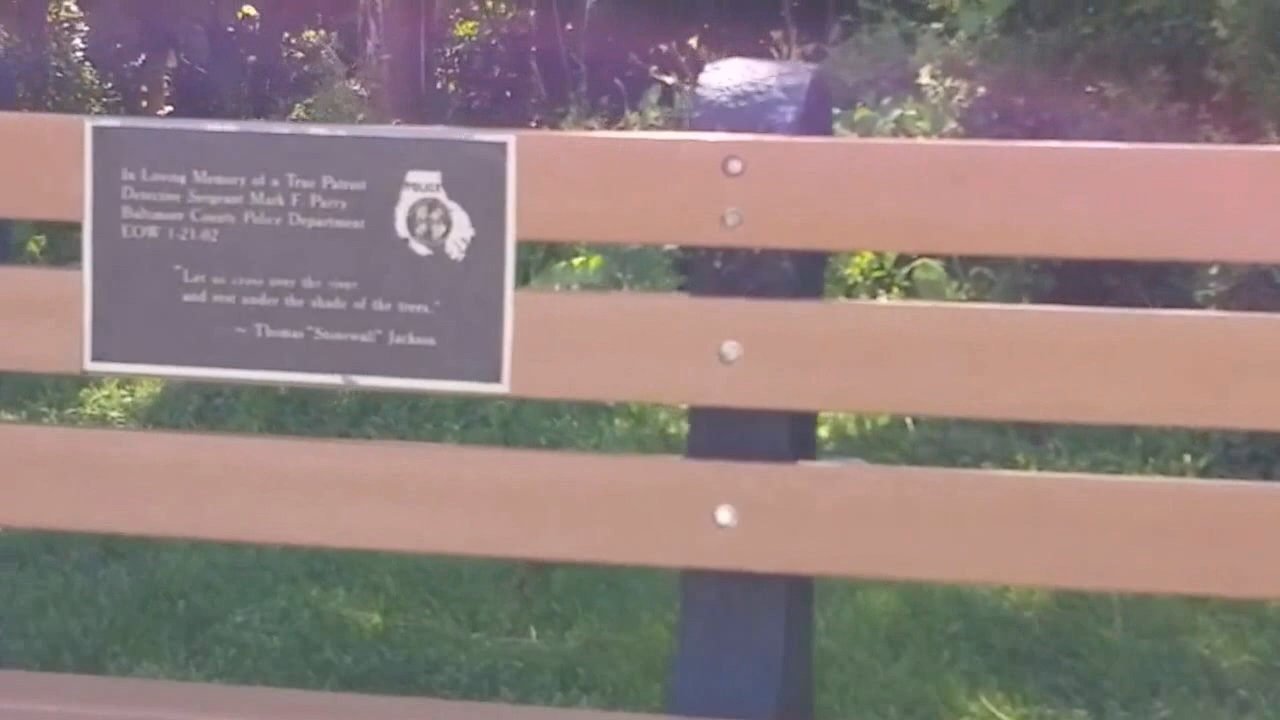 In Loving Memory of a True Patriot
Detective Sergeant Mark F. Parry
Baltimore County Police Department
EOW 1-21-02
POLICE
"Let us cross over the river
and rest under the shade of the trees."
~ Thomas "Stonewall" Jackson